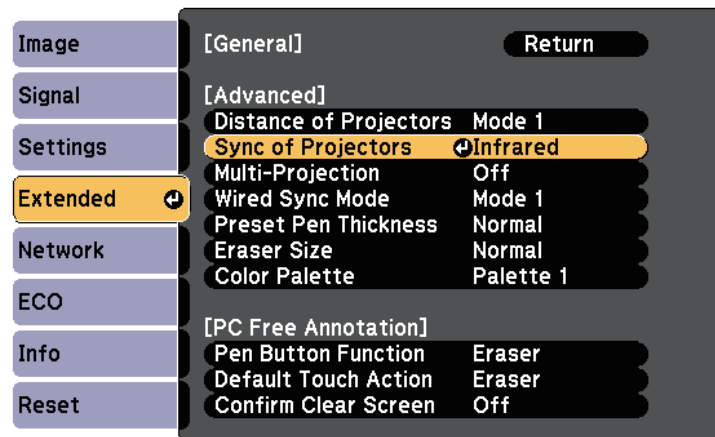 Image
Signal
Settings
Extended
Network
ECO
Info
Reset
[General] Return
[Advanced]
Distance of Projectors Mode 1
Sync of Projectors Infrared
Multi-Projection Off
Wired Sync Mode Mode 1
Preset Pen Thickness Normal
Eraser Size Normal
Color Palette Palette 1
[PC Free Annotation]
Pen Button Function Eraser
Default Touch Action Eraser
Confirm Clear Screen Off